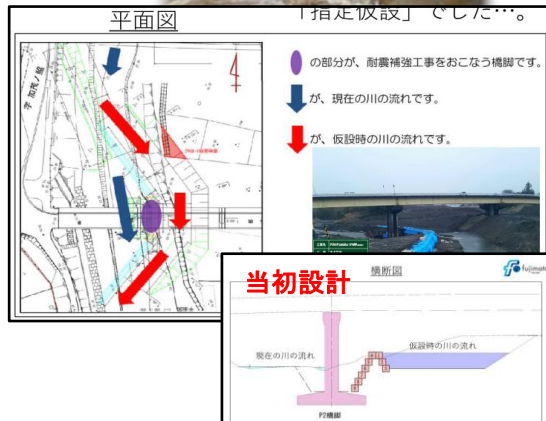 「指定仮設」でした…。
平面図
の部分が、耐震補強工事をおこなう橋脚です。
が、現在の川の流れです。
が、仮設時の川の流れです。
当初設計
横断図
fujimoto
現在の川の流れ
仮設時の川の流れ
P2橋脚